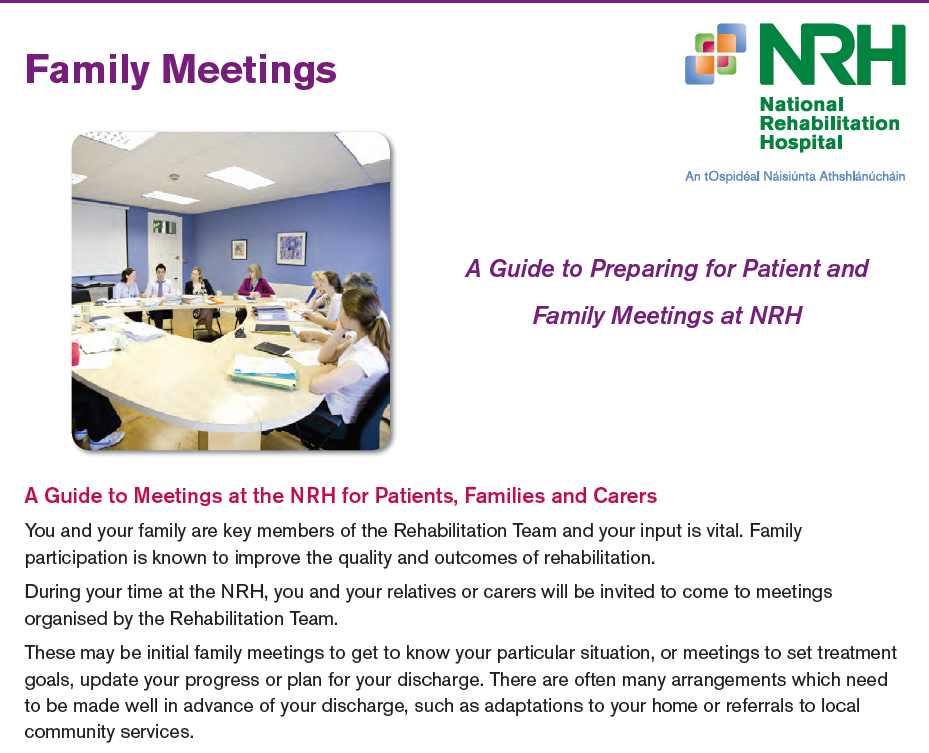 Family Meetings
NRH
National
Rehabilitation
Hospital
An tOspidéal Náisiúnta Athshlánúcháin
A Guide to Preparing for Patient and
Family Meetings at NRH
A Guide to Meetings at the NRH for Patients, Families and Carers
You and your family are key members of the Rehabilitation Team and your input is vital. Family
participation is known to improve the quality and outcomes of rehabilitation.
During your time at the NRH, you and your relatives or carers will be invited to come to meetings
organised by the Rehabilitation Team.
These may be initial family meetings to get to know your particular situation, or meetings to set treatment
goals, update your progress or plan for your discharge. There are often many arrangements which need
to be made well in advance of your discharge, such as adaptations to your home or referrals to local
community services.